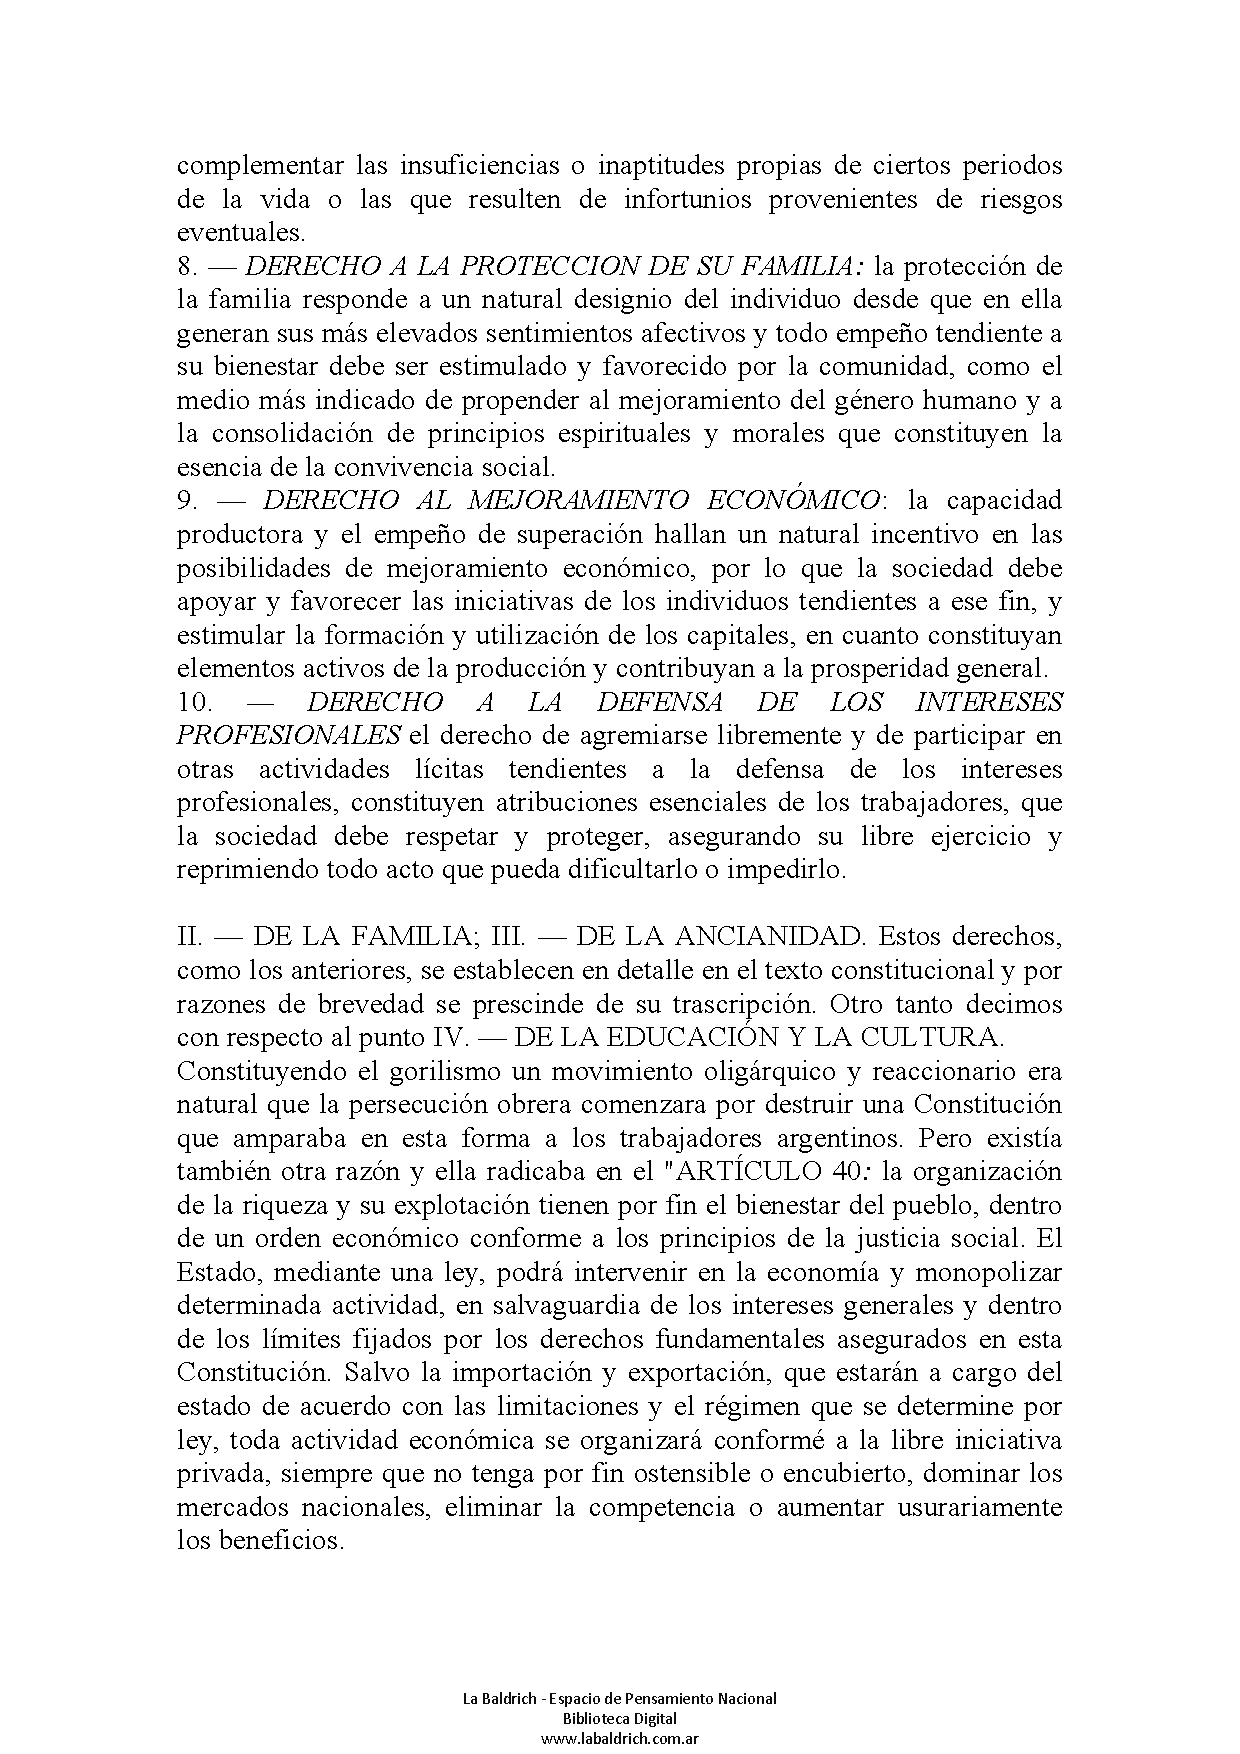 complementar las insuficiencias o inaptitudes propias de ciertos periodos
de la vida o las que resulten de infortunios provenientes de riesgos
eventuales.
8. — DERECHO A LA PROTECCION DE SU FAMILIA: la protección de
la familia responde a un natural designio del individuo desde que en ella
generan sus más elevados sentimientos afectivos y todo empeño tendiente a
su bienestar debe ser estimulado y favorecido por la comunidad, como el
medio más indicado de propender al mejoramiento del género humano y a
la consolidación de principios espirituales y morales que constituyen la
esencia de la convivencia social.
9. — DERECHO AL MEJORAMIENTO ECONÓMICO: la capacidad
productora y el empeño de superación hallan un natural incentivo en las
posibilidades de mejoramiento económico, por lo que la sociedad debe
apoyar y favorecer las iniciativas de los individuos tendientes a ese fin, y
estimular la formación y utilización de los capitales, en cuanto constituyan
elementos activos de la producción y contribuyan a la prosperidad general.
10. — DERECHO A LA DEFENSA DE LOS INTERESES
PROFESIONALES el derecho de agremiarse libremente y de participar en
otras actividades lícitas tendientes a la defensa de los intereses
profesionales, constituyen atribuciones esenciales de los trabajadores, que
la sociedad debe respetar y proteger, asegurando su libre ejercicio y
reprimiendo todo acto que pueda dificultarlo o impedirlo.
II. — DE LA FAMILIA; III. — DE LA ANCIANIDAD. Estos derechos,
como los anteriores, se establecen en detalle en el texto constitucional y por
razones de brevedad se prescinde de su trascripción. Otro tanto decimos
con respecto al punto IV. — DE LA EDUCACIÓN Y LA CULTURA.
Constituyendo el gorilismo un movimiento oligárquico y reaccionario era
natural que la persecución obrera comenzara por destruir una Constitución
que amparaba en esta forma a los trabajadores argentinos. Pero existía
también otra razón y ella radicaba en el "ARTÍCULO 40: la organización
de la riqueza y su explotación tienen por fin el bienestar del pueblo, dentro
de un orden económico conforme a los principios de la justicia social. El
Estado, mediante una ley, podrá intervenir en la economía y monopolizar
determinada actividad, en salvaguardia de los intereses generales y dentro
de los límites fijados por los derechos fundamentales asegurados en esta
Constitución. Salvo la importación y exportación, que estarán a cargo del
estado de acuerdo con las limitaciones y el régimen que se determine por
ley, toda actividad económica se organizará conformé a la libre iniciativa
privada, siempre que no tenga por fin ostensible o encubierto, dominar los
mercados nacionales, eliminar la competencia o aumentar usurariamente
los beneficios.
La Baldrich - Espacio de Pensamiento Nacional
Biblioteca Digital
www.labaldrich.com.ar